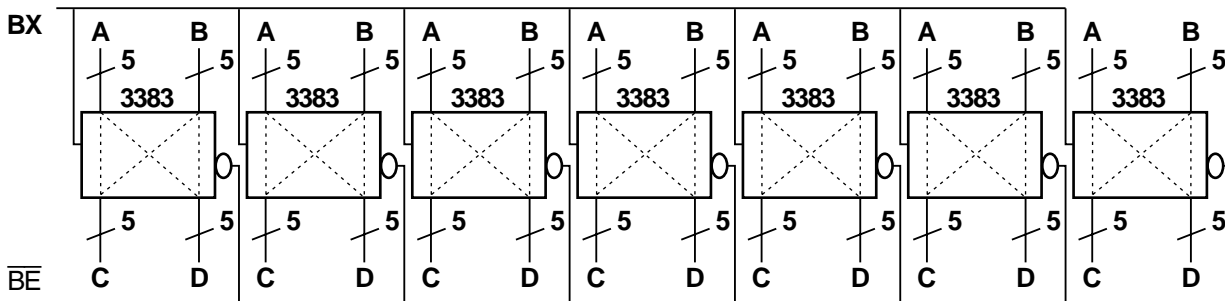 BX A B A B A B A B A B A B A B
5 5 5 5 5 5 5 5 5 5 5 5 5 5
3383 3383 3383 3383 3383 3383 3383
5 5 5 5 5 5 5 5 5 5 5 5 5 5
BE C D C D C D C D C D C D C D